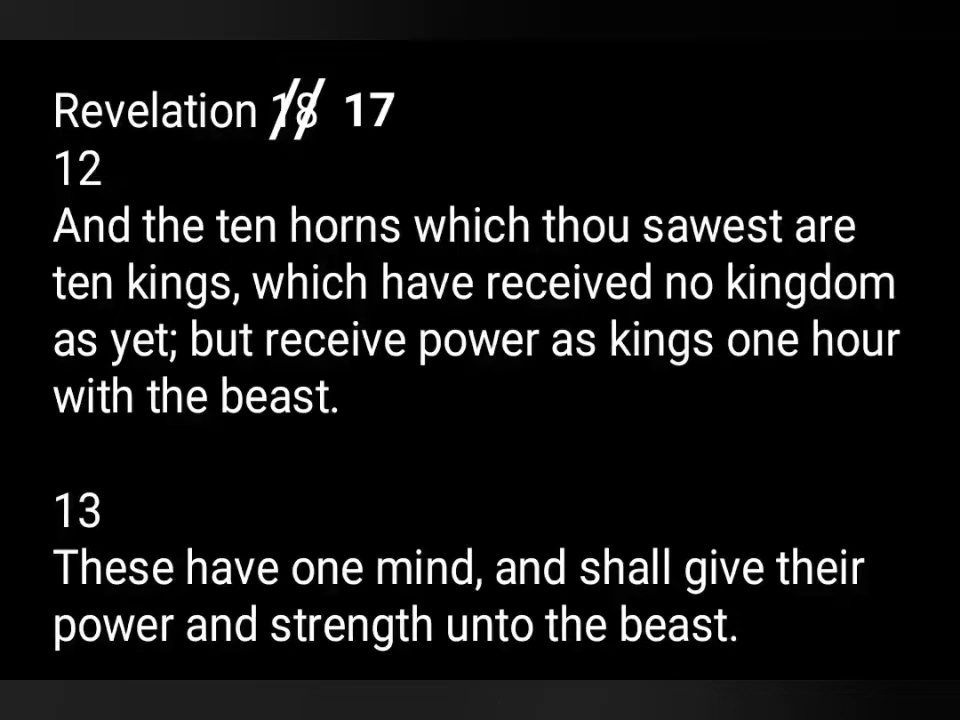 Revelation 18 17
12
And the ten horns which thou sawest are
ten kings, which have received no kingdom
as yet; but receive power as kings one hour
with the beast.
13
These have one mind, and shall give their
power and strength unto the beast.